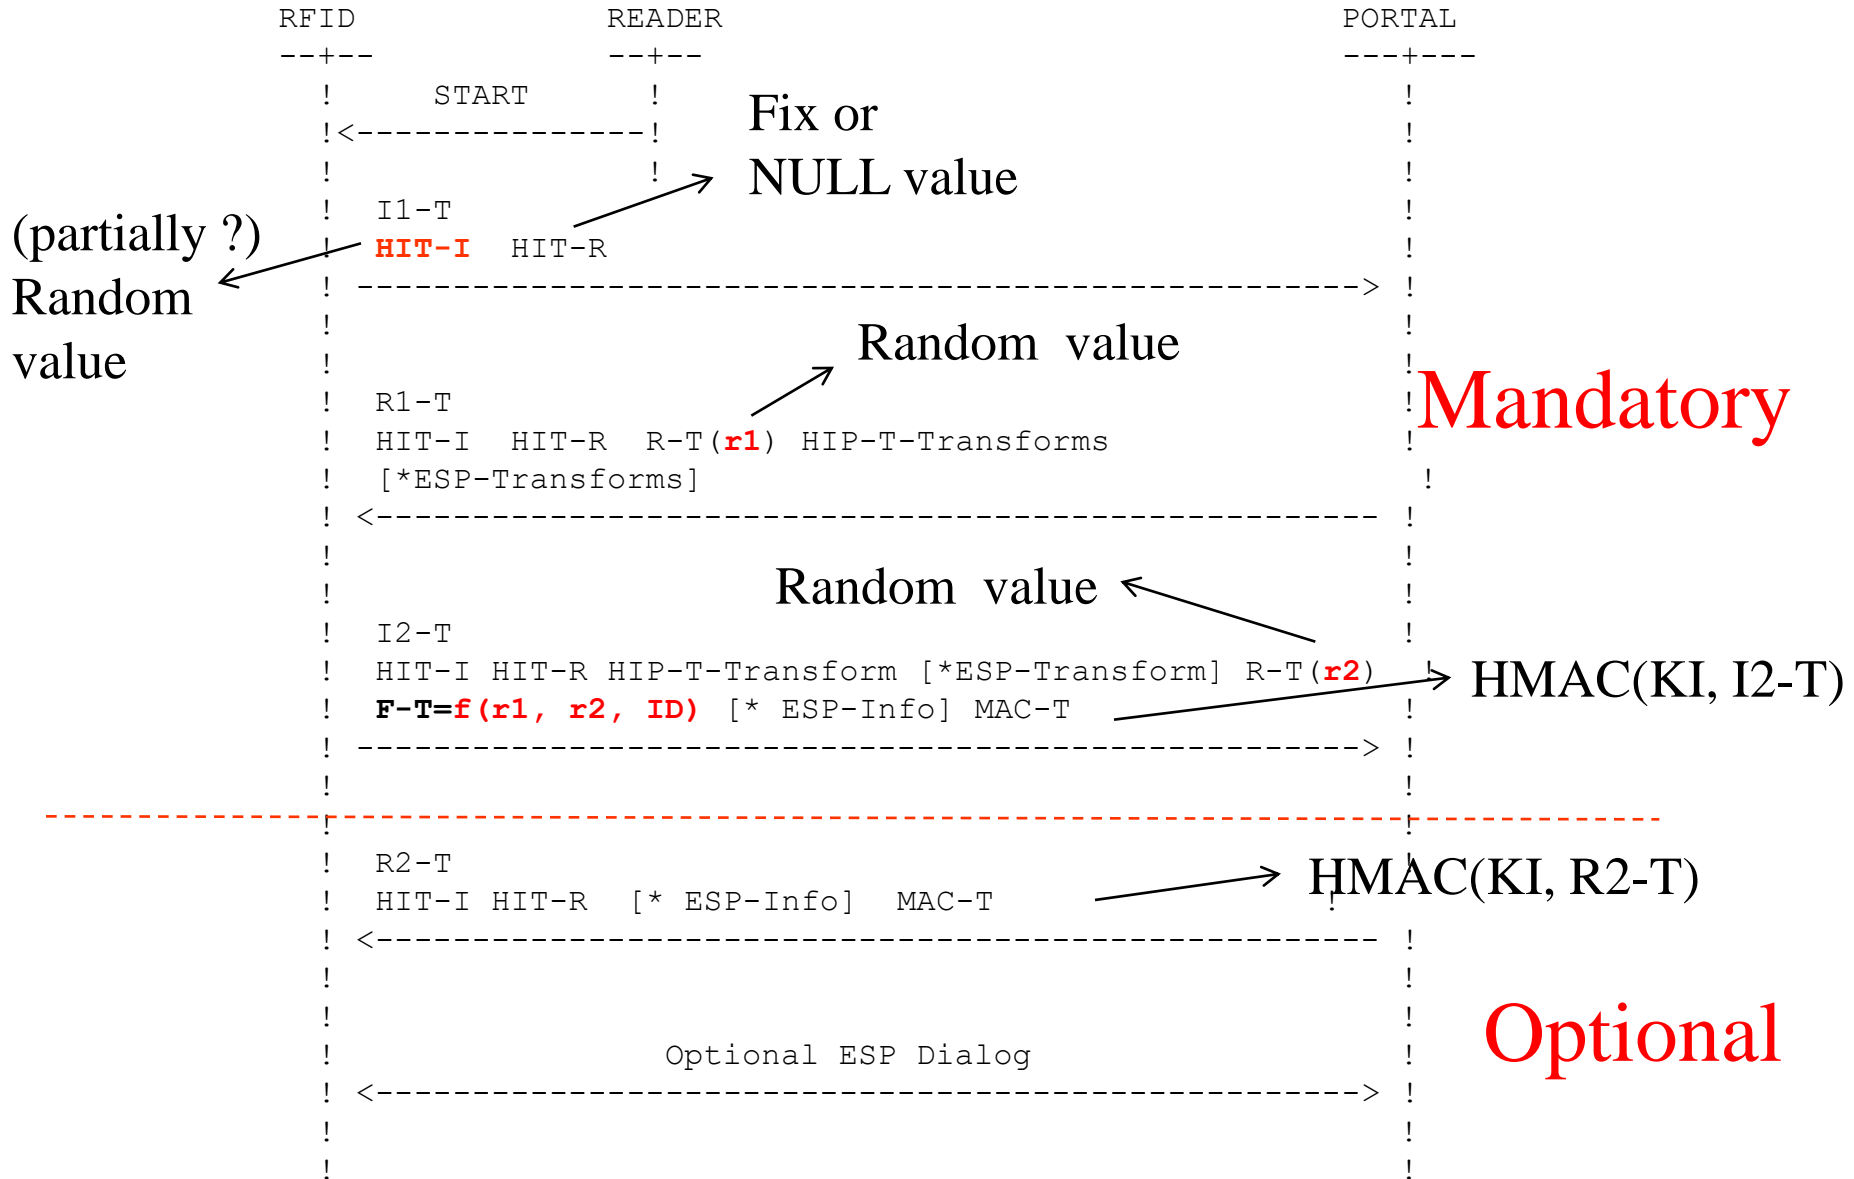 RFID READER PORTAL
--+-- --+-- ---+---
! START ! !
!<---------------! !
! ! !
Fix or
NULL value
! I1-T !
! HIT-I HIT-R !
(partially ?)
Random
value
! ----------------------------------------------------> !
! !
Random value
! !
! R1-T !
! HIT-I HIT-R R-T(r1) HIP-T-Transforms !
! [*ESP-Transforms] !
! <---------------------------------------------------- !
Mandatory
! !
! !
Random value
! !
! I2-T !
! HIT-I HIT-R HIP-T-Transform [*ESP-Transform] R-T(r2) !
! F-T=f(r1, r2, ID) [* ESP-Info] MAC-T !
HMAC(KI, I2-T)
! ----------------------------------------------------> !
! !
! !
! R2-T !
! HIT-I HIT-R [* ESP-Info] MAC-T !
HMAC(KI, R2-T)
! <---------------------------------------------------- !
! !
! !
! Optional ESP Dialog !
Optional
! <---------------------------------------------------> !
! !
! !